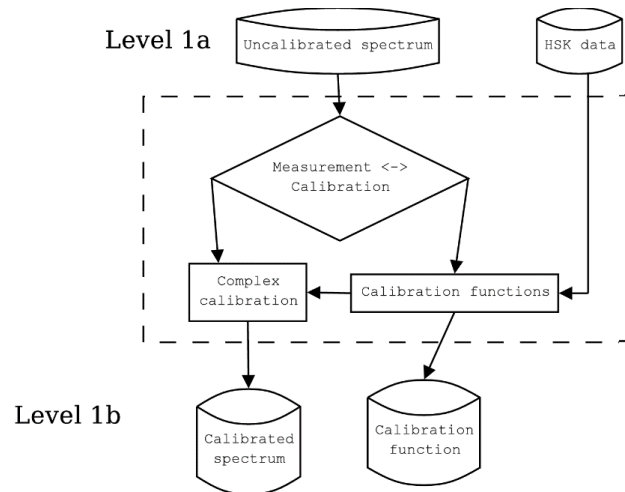 Level 1a
Uncalibrated spectrum
HSK data
Measurement <->
Calibration
Complex
calibration
Calibration functions
Level 1b
Calibrated
spectrum
Calibration
function